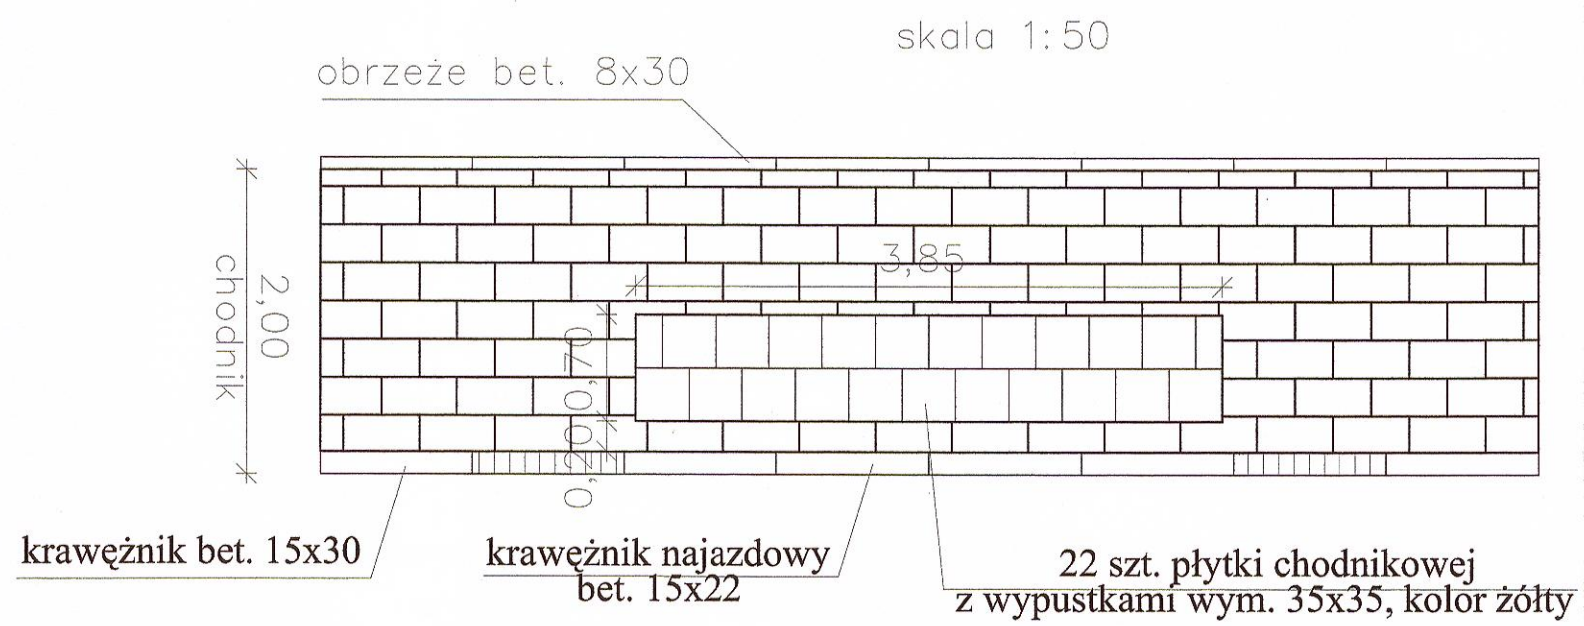 skala 1:50
obrzeże bet. 8x30
3,85
2,00
chodnik
0,70
0,20
krawężnik bet. 15x30
krawężnik najazdowy
bet. 15x22
22 szt. płytki chodnikowej
z wypustkami wym. 35x35, kolor żółty